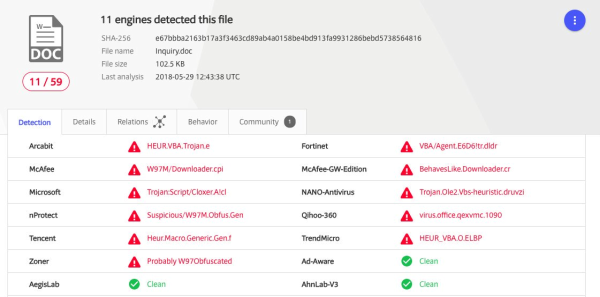 W
DOC
11 / 59
11 engines detected this file
SHA-256 e67bbba2163b17a3f3463cd89ab4a0158be4bd913fa9931286bebd5738564816
File name Inquiry.doc
File size 102.5 KB
Last analysis 2018-05-29 12:43:38 UTC
Detection Details Relations Behavior Community 1
Arcabit HEUR.VBA.Trojan.e Fortinet VBA/Agent.E6D6!tr.dldr
McAfee W97M/Downloader.cpi McAfee-GW-Edition BehavesLike.Downloader.cr
Microsoft Trojan:Script/Cloxer.A!cl NANO-Antivirus Trojan.Ole2.Vbs-heuristic.druvzi
nProtect Suspicious/W97M.Obfus.Gen Qihoo-360 virus.office.qexvmc.1090
Tencent Heur.Macro.Generic.Gen.f TrendMicro HEUR_VBA.O.ELBP
Zoner Probably W97Obfuscated Ad-Aware Clean
AegisLab Clean AhnLab-V3 Clean